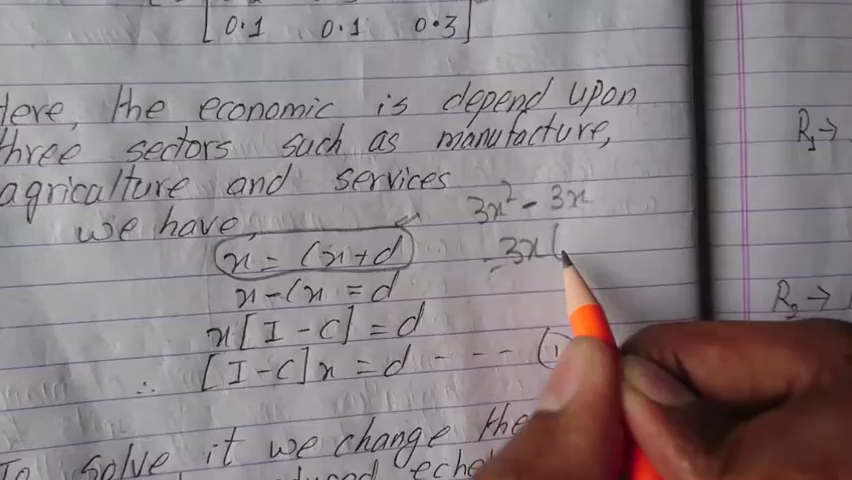 0.1 0.1 0.3
Here, the economic is depend upon
three sectors such as manufacture,
agriculture and services
we have,
x = Cx + d
x - Cx = d
x [I - C] = d
∴ [I - C] x = d - - - (1)
To solve it we change the
echel
3x² - 3x
= 3x(
R₁ →
R₂ →